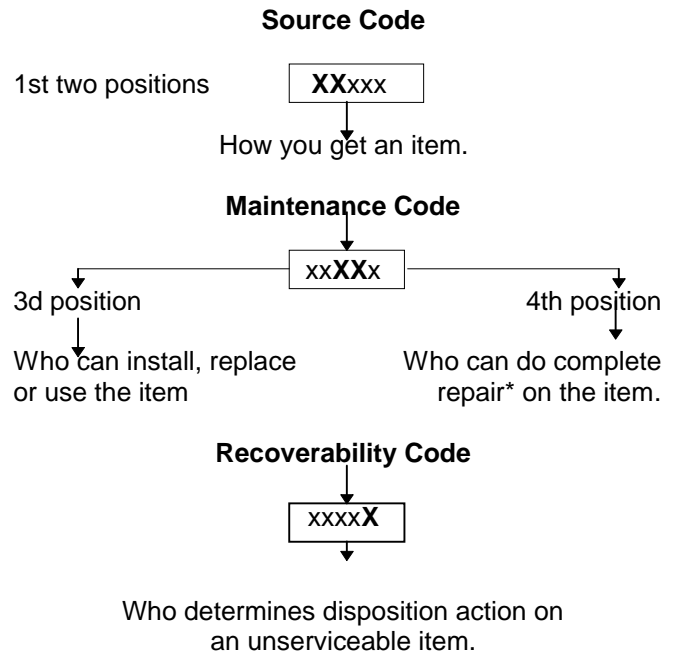 Source Code
1st two positions XXxxx
How you get an item.
Maintenance Code
xxXXx
3d position 4th position
Who can install, replace Who can do complete
or use the item repair* on the item.
Recoverability Code
xxxxX
Who determines disposition action on
an unserviceable item.